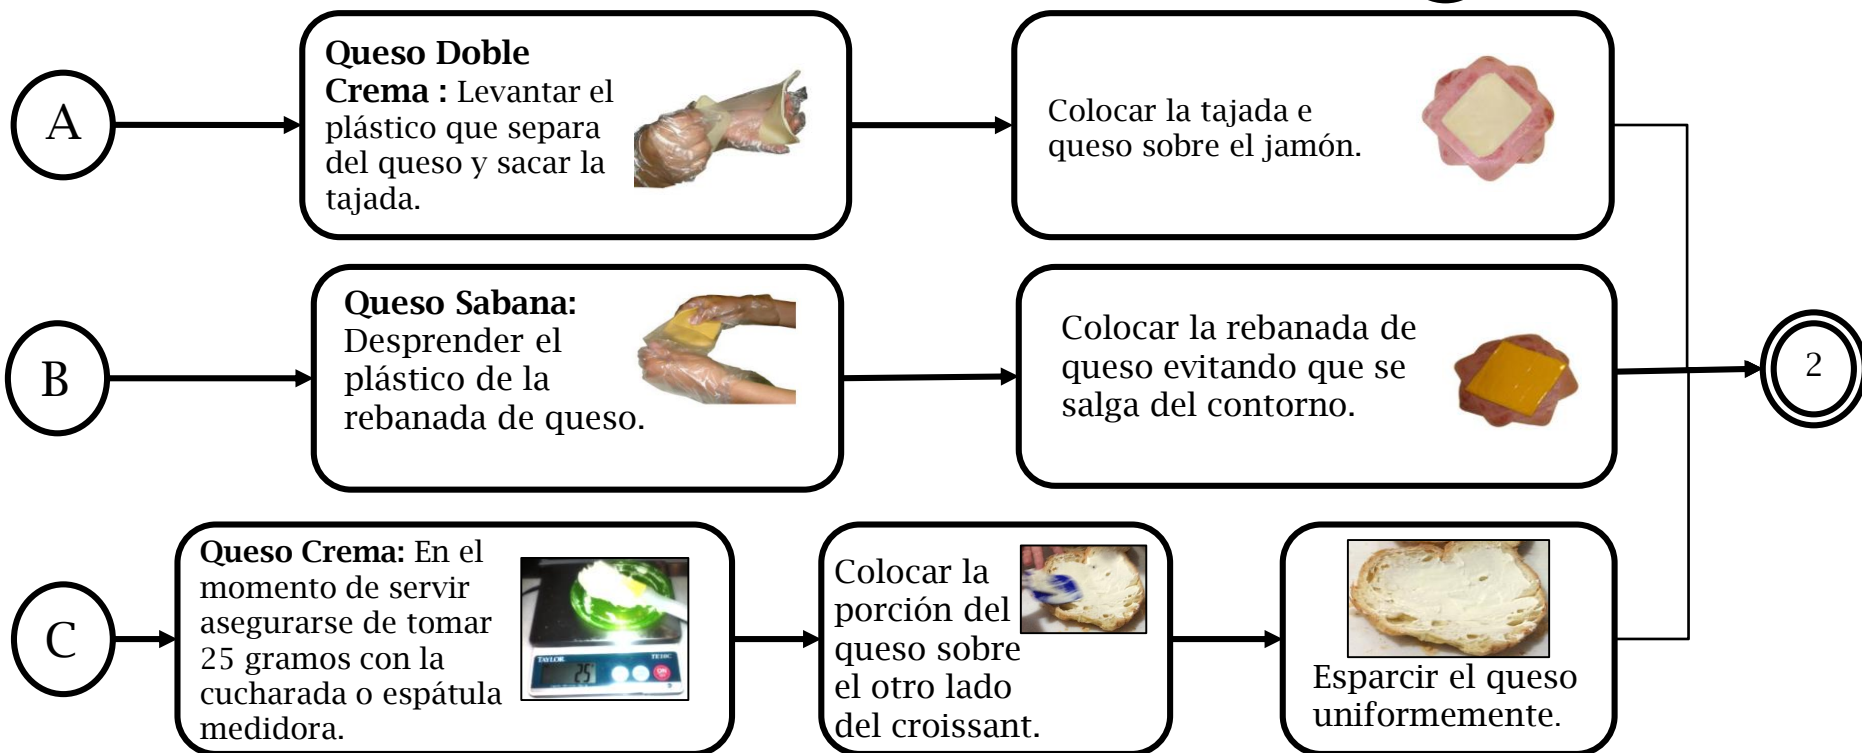 A
Queso Doble
Crema : Levantar el
plástico que separa
del queso y sacar la
tajada.
Colocar la tajada e
queso sobre el jamón.
B
Queso Sabana:
Desprender el
plástico de la
rebanada de queso.
Colocar la rebanada de
queso evitando que se
salga del contorno.
2
C
Queso Crema: En el
momento de servir
asegurarse de tomar
25 gramos con la
cucharada o espátula
medidora.
TAYLOR
TE10C
25
Colocar la
porción del
queso sobre
el otro lado
del croissant.
Esparcir el queso
uniformemente.